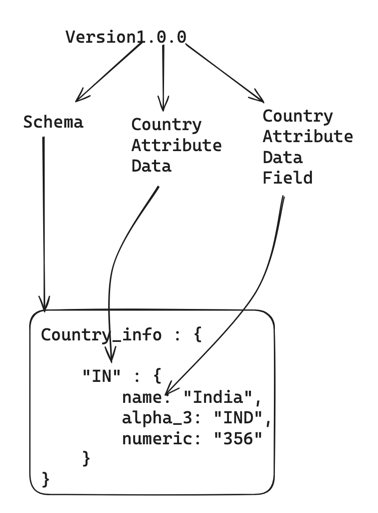 Version1.0.0
Schema
Country
Attribute
Data
Country
Attribute
Data
Field
Country_info : {
"IN" : {
name: "India",
alpha_3: "IND",
numeric: "356"
}
}